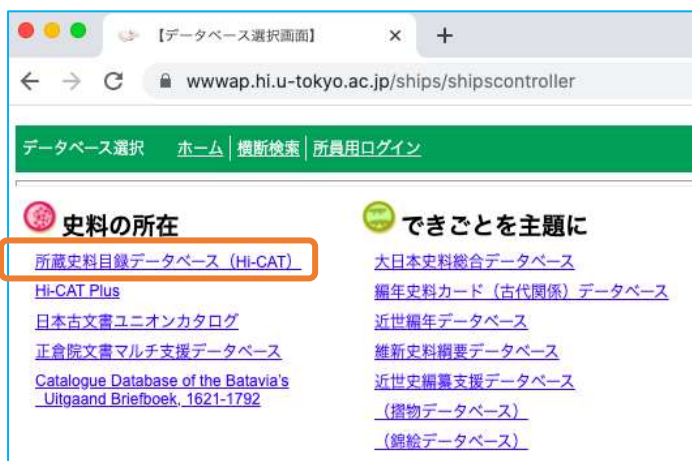 【データベース選択画面】
wwwap.hi.u-tokyo.ac.jp/ships/shipscontroller
データベース選択 ホーム 横断検索 所員用ログイン
史料の所在
所蔵史料目録データベース（Hi-CAT）
Hi-CAT Plus
日本古文書ユニオンカタログ
正倉院文書マルチ支援データベース
Catalogue Database of the Batavia's
Uitgaand Briefboek, 1621-1792
できごとを主題に
大日本史料総合データベース
編年史料カード（古代関係）データベース
近世編年データベース
維新史料綱要データベース
近世史編纂支援データベース
（摺物データベース）
（錦絵データベース）